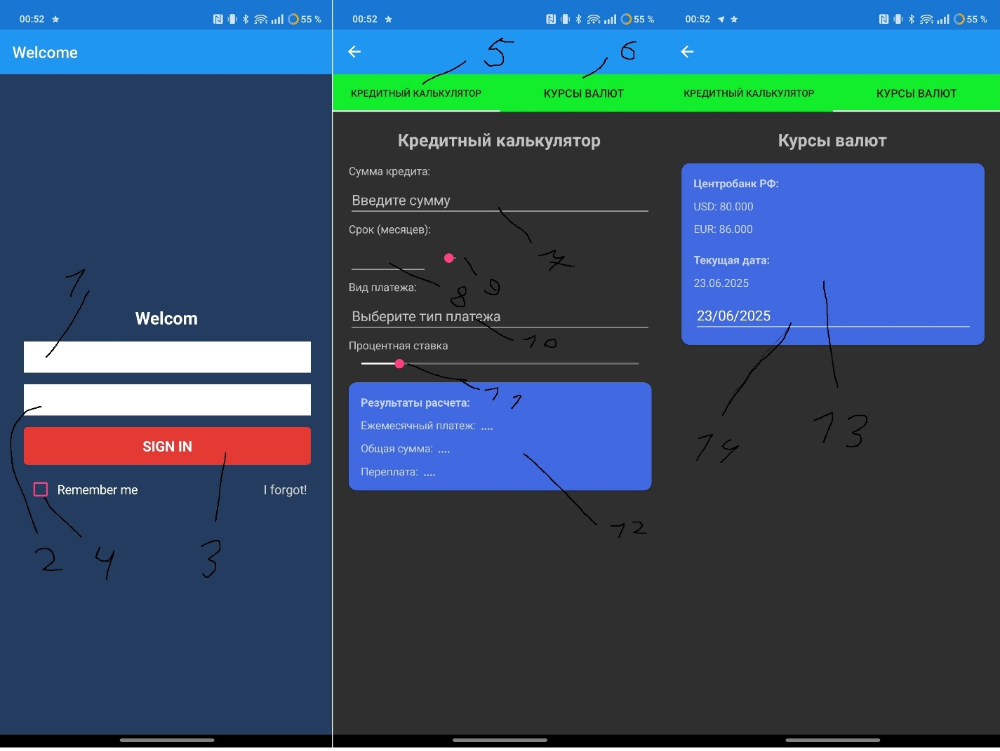 00:52 55 %
Welcome
1
Welcom
SIGN IN
Remember me I forgot!
2 4 3
00:52 55 %
5 6
КРЕДИТНЫЙ КАЛЬКУЛЯТОР КУРСЫ ВАЛЮТ
Кредитный калькулятор
Сумма кредита:
Введите сумму
Срок (месяцев):
7
8 9
Вид платежа:
Выберите тип платежа
10
Процентная ставка
11
Результаты расчета:
Ежемесячный платеж: ....
Общая сумма: ....
Переплата: ....
12
00:52 55 %
КРЕДИТНЫЙ КАЛЬКУЛЯТОР КУРСЫ ВАЛЮТ
Курсы валют
Центробанк РФ:
USD: 80.000
EUR: 86.000
Текущая дата:
23.06.2025
23/06/2025
14 13